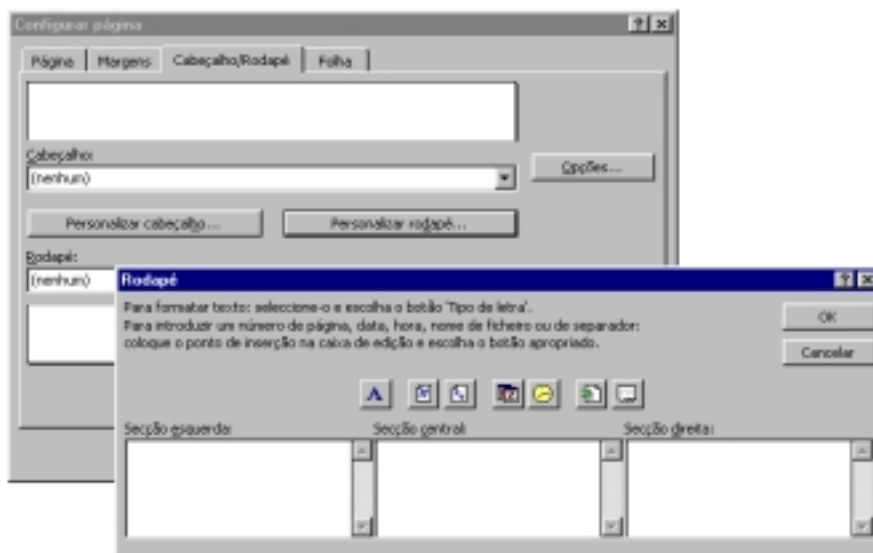 Configurar página
Página Margens Cabeçalho/Rodapé Folha
Cabeçalho:
(nenhum)
Opções...
Personalizar cabeçalho... Personalizar rodapé...
Rodapé:
(nenhum)
Rodapé
Para formatar texto: seleccione-o e escolha o botão 'Tipo de letra'.
Para introduzir um número de página, data, hora, nome de ficheiro ou de separador:
coloque o ponto de inserção na caixa de edição e escolha o botão apropriado.
OK
Cancelar
A
Secção esquerda: Secção central: Secção direita: